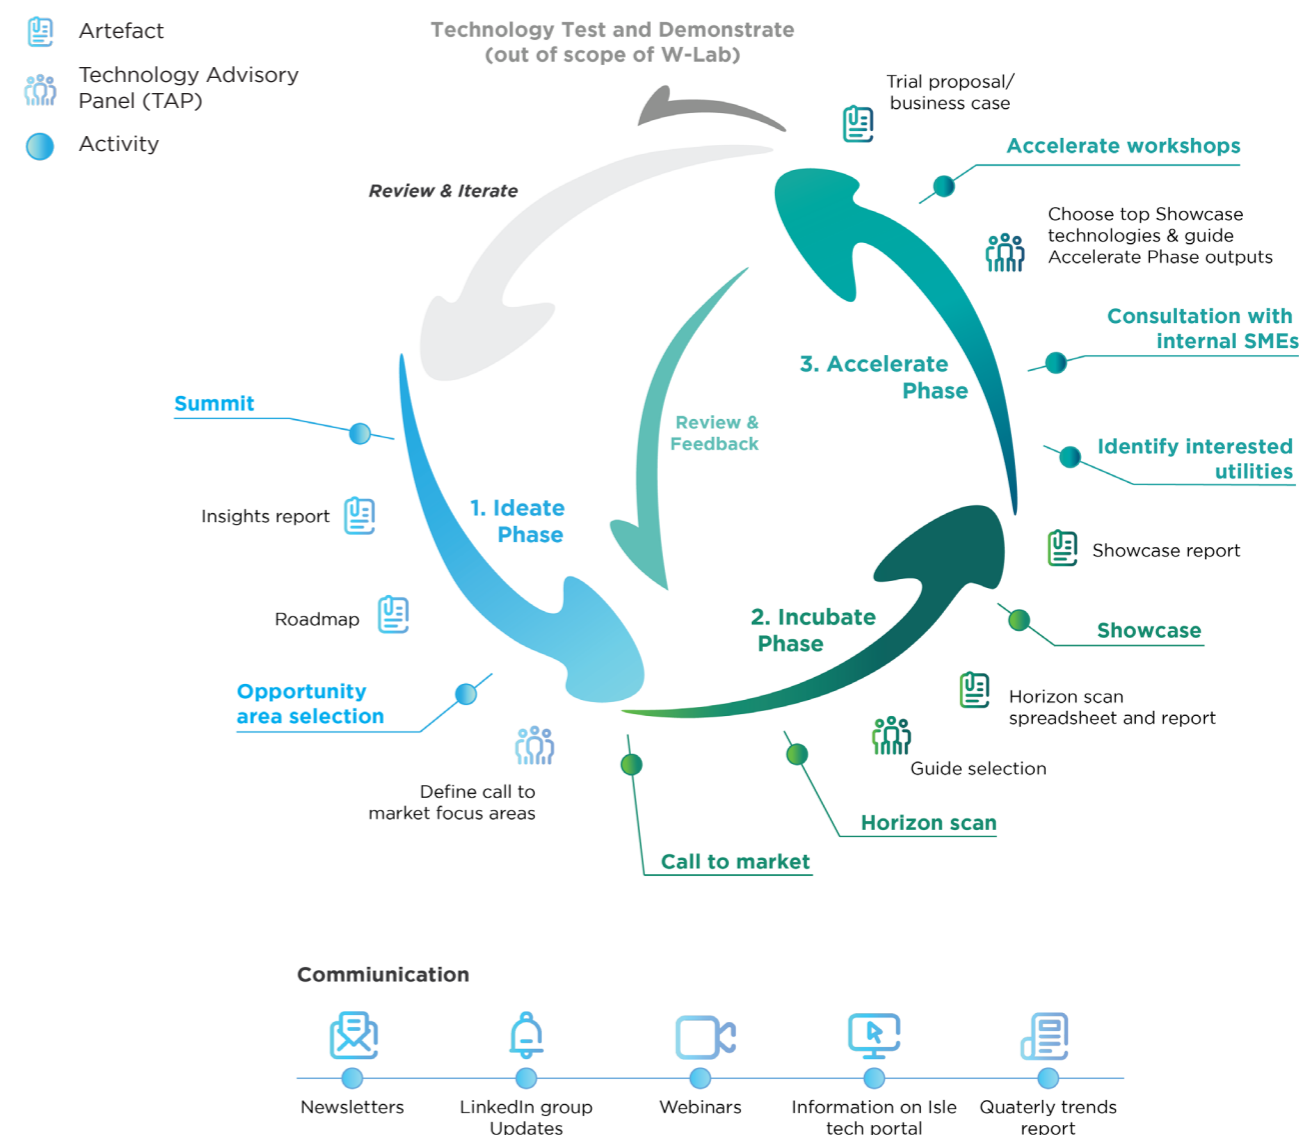 Artefact
Technology Advisory
Panel (TAP)
Activity
Technology Test and Demonstrate
(out of scope of W-Lab)
Trial proposal/
business case
Accelerate workshops
Review & Iterate
Choose top Showcase
technologies & guide
Accelerate Phase outputs
Consultation with
internal SMEs
3. Accelerate
Phase
Summit
Review &
Feedback
Identify interested
utilities
Insights report
1. Ideate
Phase
Showcase report
Roadmap
2. Incubate
Phase
Showcase
Opportunity
area selection
Horizon scan
spreadsheet and report
Guide selection
Define call to
market focus areas
Horizon scan
Call to market
Commiunication
Newsletters
LinkedIn group
Updates
Webinars
Information on Isle
tech portal
Quaterly trends
report